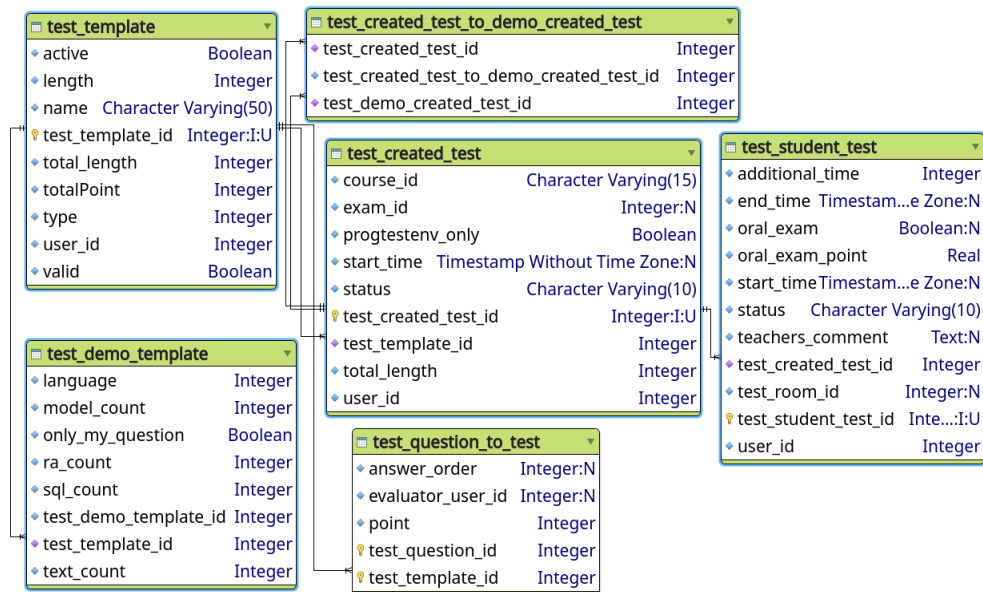 test_template
active Boolean
length Integer
name Character Varying(50)
test_template_id Integer:I:U
total_length Integer
totalPoint Integer
type Integer
user_id Integer
valid Boolean
test_created_test_to_demo_created_test
test_created_test_id Integer
test_created_test_to_demo_created_test_id Integer
test_demo_created_test_id Integer
test_created_test
course_id Character Varying(15)
exam_id Integer:N
progtestenv_only Boolean
start_time Timestamp Without Time Zone:N
status Character Varying(10)
test_created_test_id Integer:I:U
test_template_id Integer
total_length Integer
user_id Integer
test_student_test
additional_time Integer
end_time Timestam...e Zone:N
oral_exam Boolean:N
oral_exam_point Real
start_time Timestam...e Zone:N
status Character Varying(10)
teachers_comment Text:N
test_created_test_id Integer
test_room_id Integer:N
test_student_test_id Inte...:I:U
user_id Integer
test_demo_template
language Integer
model_count Integer
only_my_question Boolean
ra_count Integer
sql_count Integer
test_demo_template_id Integer
test_template_id Integer
text_count Integer
test_question_to_test
answer_order Integer:N
evaluator_user_id Integer:N
point Integer
test_question_id Integer
test_template_id Integer